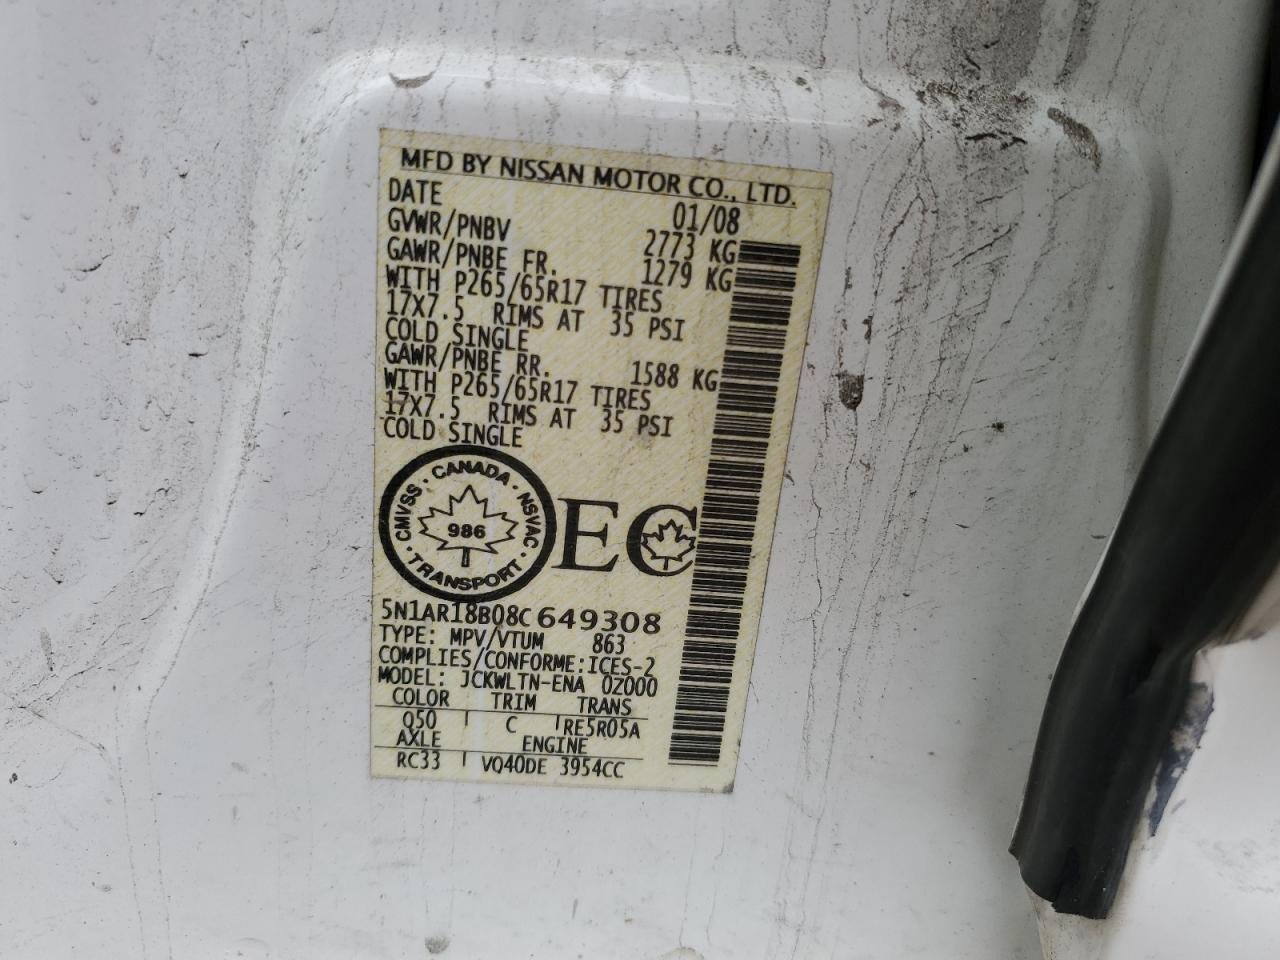 MFD BY NISSAN MOTOR CO., LTD.
DATE 01/08
GVWR/PNBV 2773 KG
GAWR/PNBE FR. 1279 KG
WITH P265/65R17 TIRES
17X7.5 RIMS AT 35 PSI
COLD SINGLE
GAWR/PNBE RR. 1588 KG
WITH P265/65R17 TIRES
17X7.5 RIMS AT 35 PSI
COLD SINGLE
CMVSS · CANADA · NSVAC · TRANSPORT ·
986
EC
5N1AR18B08C649308
TYPE: MPV/VTUM 863
COMPLIES/CONFORME:ICES-2
MODEL: JCKWLTN-ENA 0Z000
COLOR TRIM TRANS
Q50 C RE5R05A
AXLE ENGINE
RC33 VQ40DE 3954CC